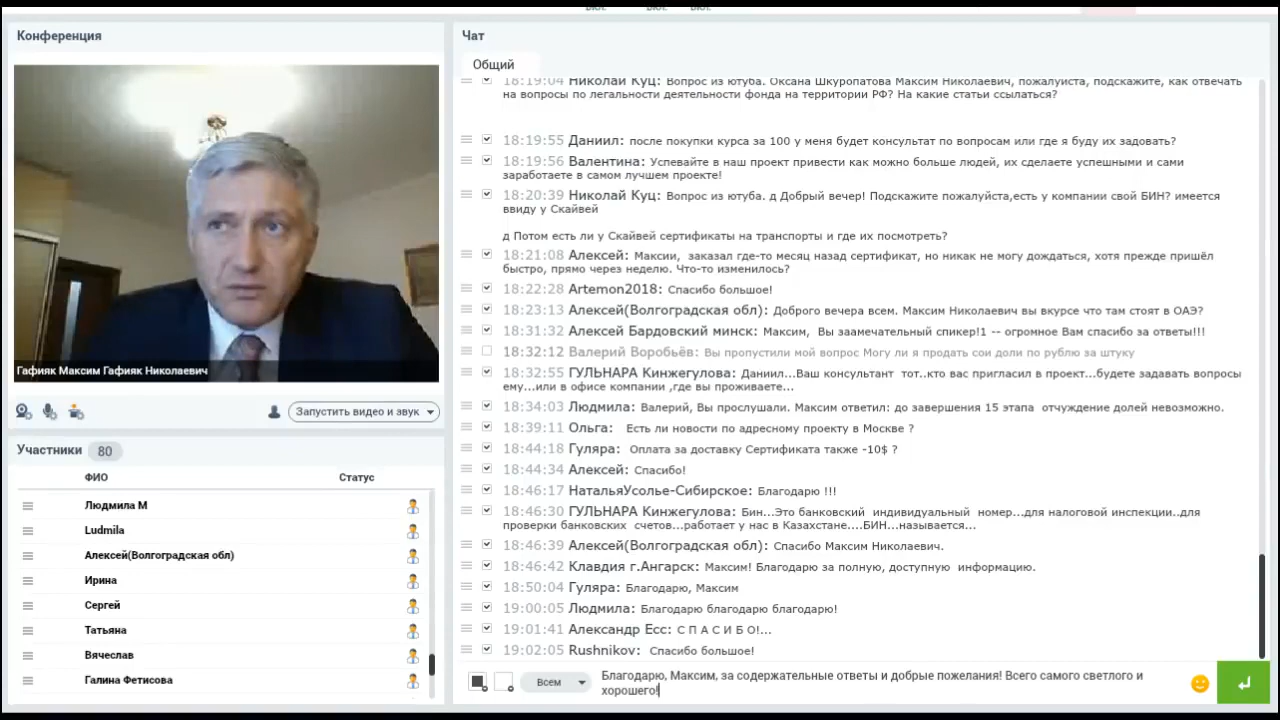 Конференция
Гафияк Максим Гафияк Николаевич
Запустить видео и звук
Участники 80
ФИО Статус
Людмила М
Ludmila
Алексей(Волгоградская обл)
Ирина
Сергей
Татьяна
Вячеслав
Галина Фетисова
Чат
Общий
18:19:04 Николай Куц: Вопрос из ютуба. Оксана Шкуропатова Максим Николаевич, пожалуйста, подскажите, как отвечать
на вопросы по легальности деятельности фонда на территории РФ? На какие статьи ссылаться?
18:19:55 Даниил: после покупки курса за 100 у меня будет консультат по вопросам или где я буду их задовать?
18:19:56 Валентина: Успевайте в наш проект привести как можно больше людей, их сделаете успешными и сами
заработаете в самом лучшем проекте!
18:20:39 Николай Куц: Вопрос из ютуба. д Добрый вечер! Подскажите пожалуйста,есть у компании свой БИН? имеется
ввиду у Скайвей
д Потом есть ли у Скайвей сертификаты на транспорты и где их посмотреть?
18:21:08 Алексей: Максии, заказал где-то месяц назад сертификат, но никак не могу дождаться, хотя прежде пришёл
быстро, прямо через неделю. Что-то изменилось?
18:22:28 Artemon2018: Спасибо большое!
18:23:13 Алексей(Волгоградская обл): Доброго вечера всем. Максим Николаевич вы вкурсе что там стоят в ОАЭ?
18:31:32 Алексей Бардовский минск: Максим, Вы заамечательный спикер!1 -- огромное Вам спасибо за ответы!!!
18:32:12 Валерий Воробьёв: Вы пропустили мой вопрос Могу ли я продать сои доли по рублю за штуку
18:32:55 ГУЛЬНАРА Кинжегулова: Даниил...Ваш консультант тот..кто вас пригласил в проект...будете задавать вопросы
ему...или в офисе компании ,где вы проживаете...
18:34:03 Людмила: Валерий, Вы прослушали. Максим ответил: до завершения 15 этапа отчуждение долей невозможно.
18:39:11 Ольга: Есть ли новости по адресному проекту в Москве ?
18:44:18 Гуляра: Оплата за доставку Сертификата также -10$ ?
18:44:34 Алексей: Спасибо!
18:46:17 НатальяУсолье-Сибирское: Благодарю !!!
18:46:30 ГУЛЬНАРА Кинжегулова: Бин...Это банковский индивидуальный номер...для налоговой инспекции..для
проверки банковских счетов...работает у нас в Казахстане....БИН...называется...
18:46:39 Алексей(Волгоградская обл): Спасибо Максим Николаевич.
18:46:42 Клавдия г.Ангарск: Максим! Благодарю за полную, доступную информацию.
18:50:04 Гуляра: Благодарю, Максим
19:00:05 Людмила: Благодарю благодарю благодарю!
19:01:41 Александр Есс: С П А С И Б О!...
19:02:05 Rushnikov: Спасибо большое!
Всем
Благодарю, Максим, за содержательные ответы и добрые пожелания! Всего самого светлого и
хорошего!